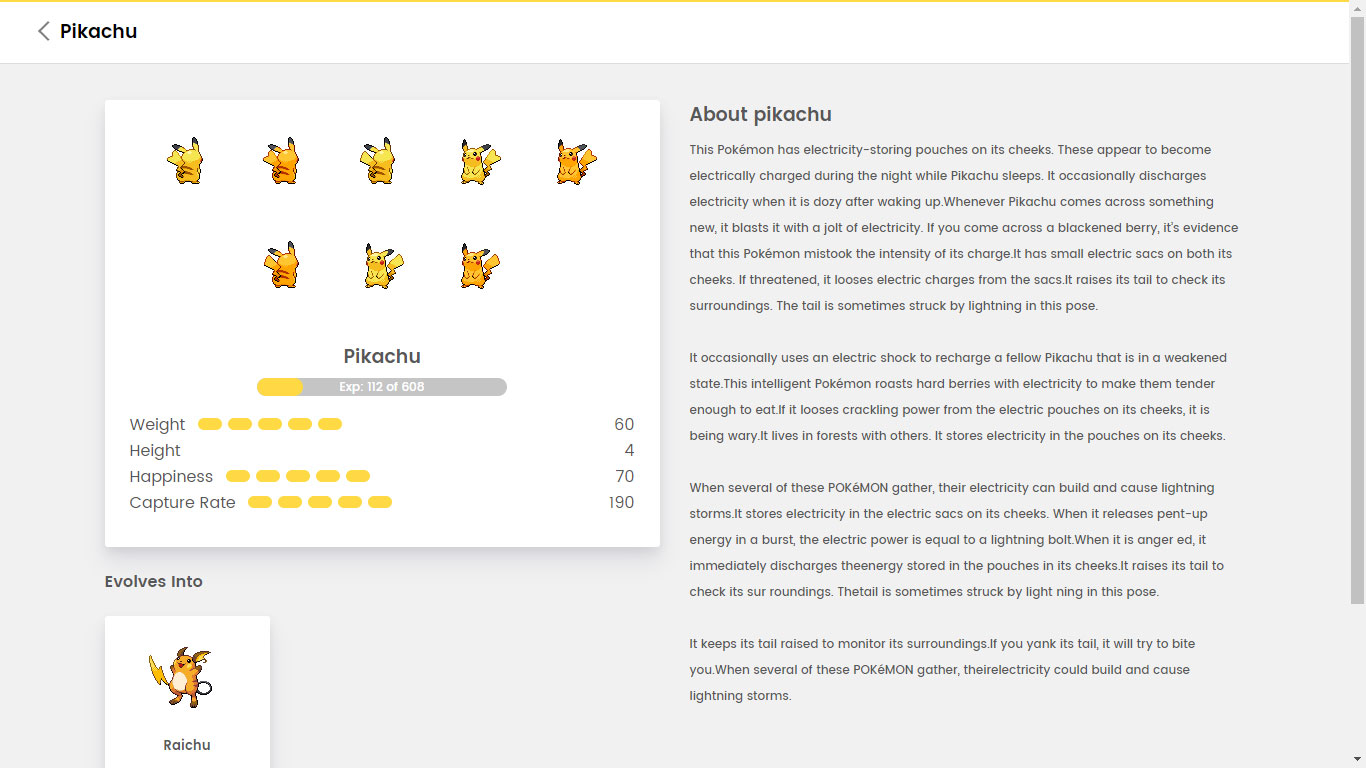 Pikachu
Pikachu
Exp: 112 of 608
Weight 60
Height 4
Happiness 70
Capture Rate 190
Evolves Into
Raichu
About pikachu
This Pokémon has electricity-storing pouches on its cheeks. These appear to become
electrically charged during the night while Pikachu sleeps. It occasionally discharges
electricity when it is dozy after waking up.Whenever Pikachu comes across something
new, it blasts it with a jolt of electricity. If you come across a blackened berry, it's evidence
that this Pokémon mistook the intensity of its charge.It has small electric sacs on both its
cheeks. If threatened, it looses electric charges from the sacs.It raises its tail to check its
surroundings. The tail is sometimes struck by lightning in this pose.
It occasionally uses an electric shock to recharge a fellow Pikachu that is in a weakened
state.This intelligent Pokémon roasts hard berries with electricity to make them tender
enough to eat.If it looses crackling power from the electric pouches on its cheeks, it is
being wary.It lives in forests with others. It stores electricity in the pouches on its cheeks.
When several of these POKéMON gather, their electricity can build and cause lightning
storms.It stores electricity in the electric sacs on its cheeks. When it releases pent-up
energy in a burst, the electric power is equal to a lightning bolt.When it is anger ed, it
immediately discharges theenergy stored in the pouches in its cheeks.It raises its tail to
check its sur roundings. Thetail is sometimes struck by light ning in this pose.
It keeps its tail raised to monitor its surroundings.If you yank its tail, it will try to bite
you.When several of these POKéMON gather, theirelectricity could build and cause
lightning storms.